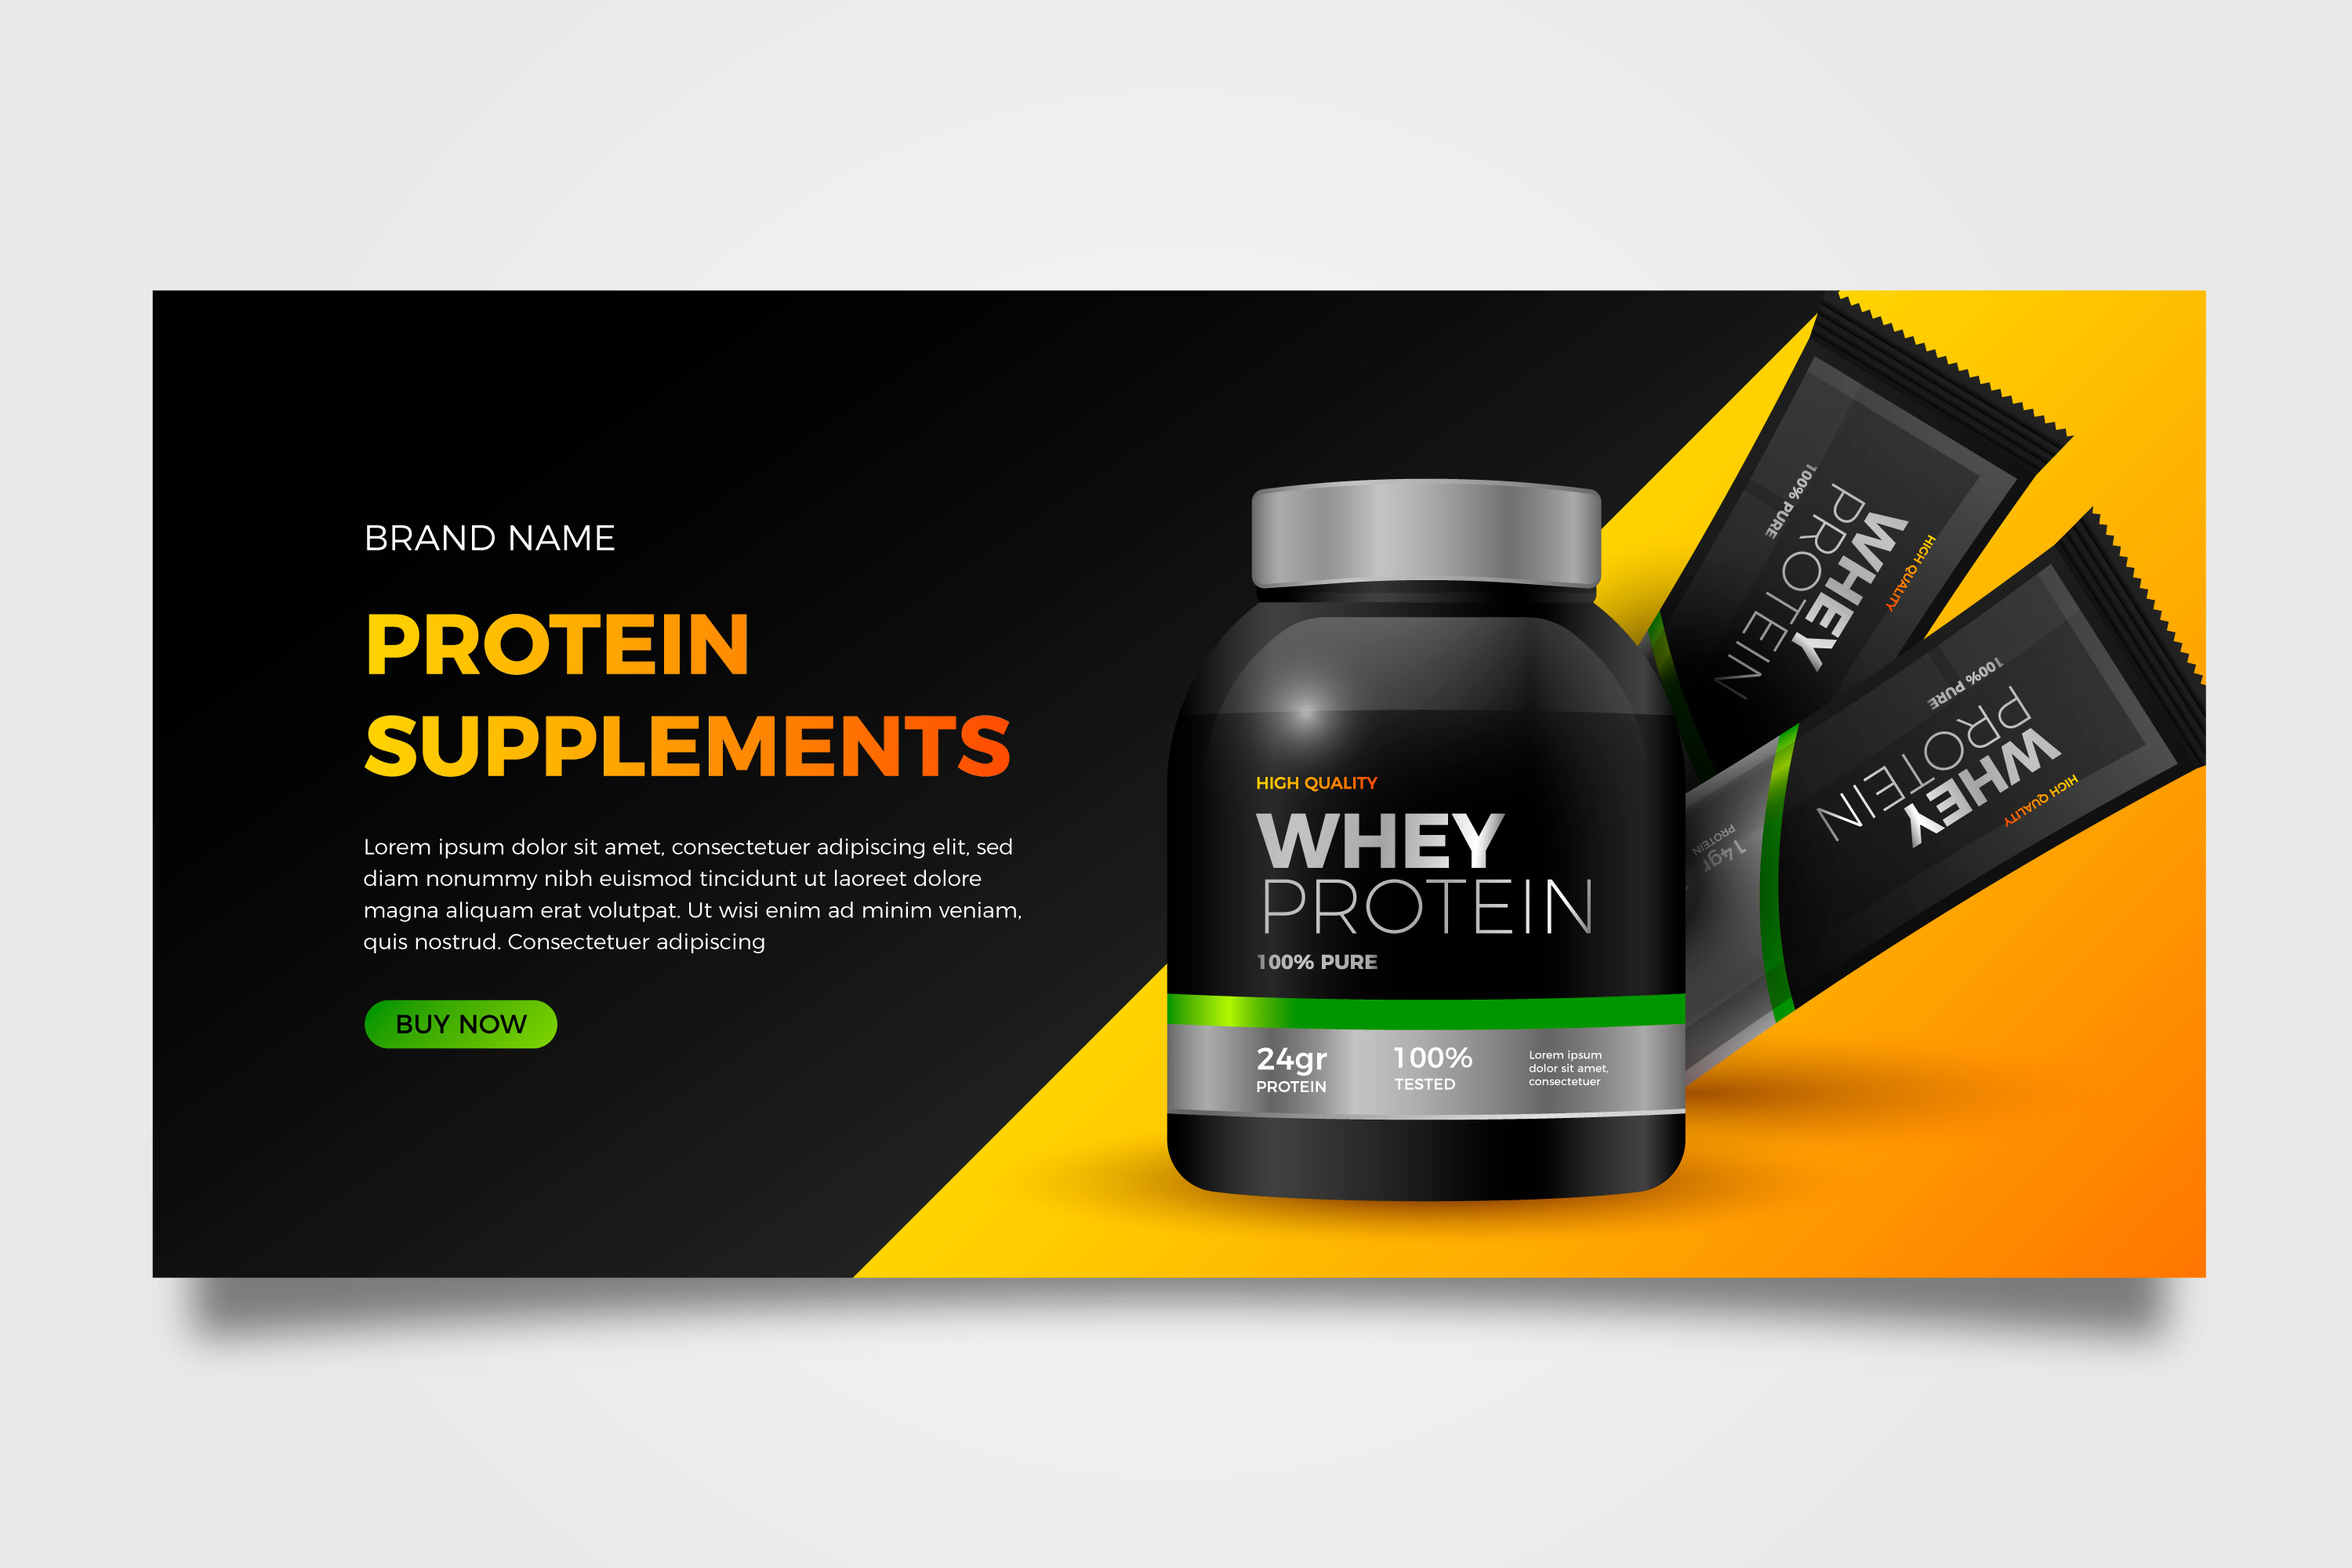 BRAND NAME
PROTEIN
SUPPLEMENTS
Lorem ipsum dolor sit amet, consectetuer adipiscing elit, sed
diam nonummy nibh euismod tincidunt ut laoreet dolore
magna aliquam erat volutpat. Ut wisi enim ad minim veniam,
quis nostrud. Consectetuer adipiscing
BUY NOW
HIGH QUALITY
WHEY
PROTEIN
100% PURE
24gr
PROTEIN
100%
TESTED
Lorem ipsum
dolor sit amet,
consectetuer
HIGH QUALITY
WHEY
PROTEIN
100% PURE
HIGH QUALITY
WHEY
PROTEIN
100% PURE
14gr
PROTEIN